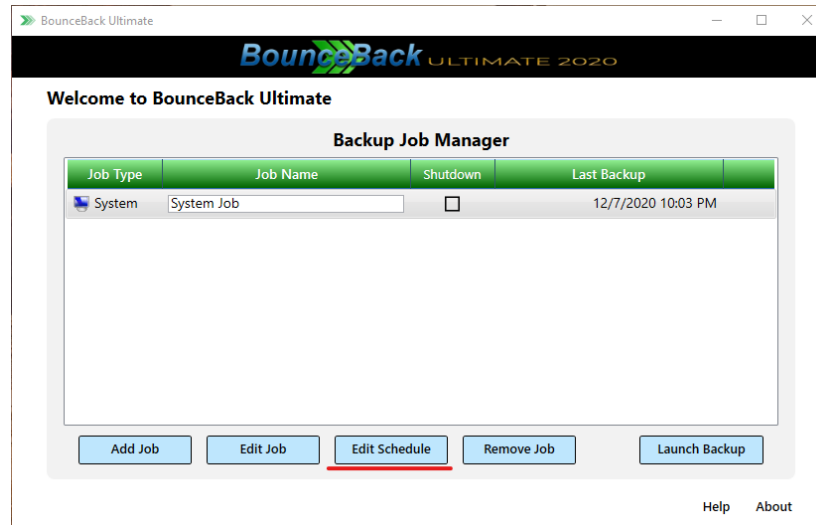 BounceBack Ultimate
BounceBack ULTIMATE 2020
Welcome to BounceBack Ultimate
Backup Job Manager
Job Type Job Name Shutdown Last Backup
System System Job 12/7/2020 10:03 PM
Add Job Edit Job Edit Schedule Remove Job Launch Backup
Help About